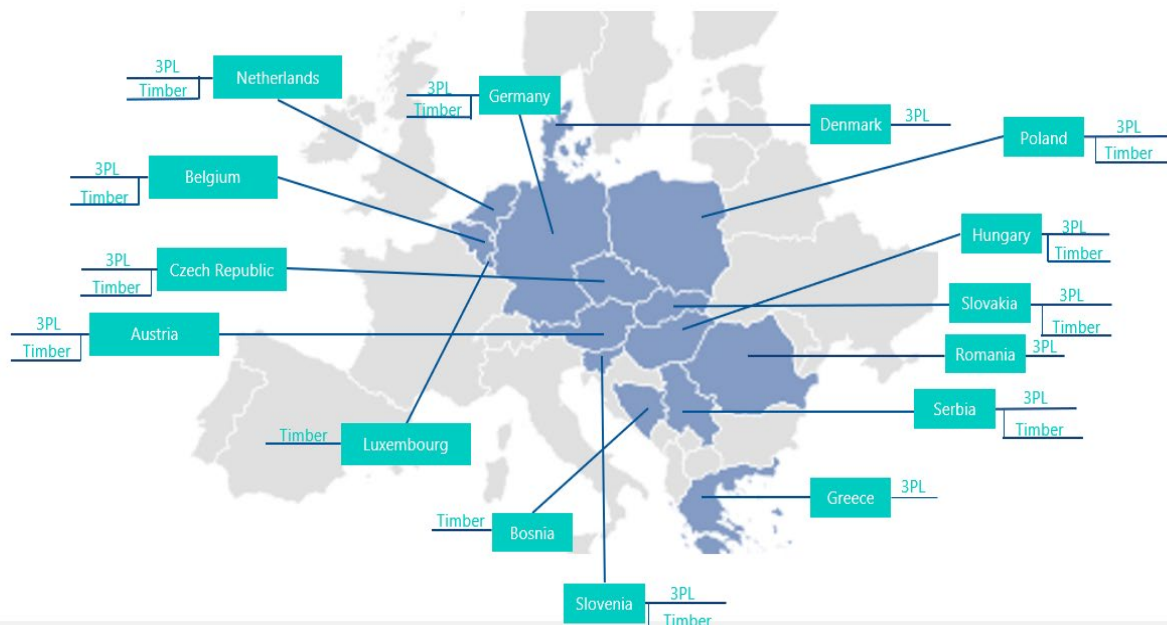 3PL
Timber
Netherlands
3PL
Timber
Germany
Denmark
3PL
Poland
3PL
Timber
3PL
Timber
Belgium
Hungary
3PL
Timber
3PL
Timber
Czech Republic
Slovakia
3PL
Timber
3PL
Timber
Austria
Romania
3PL
Serbia
3PL
Timber
Timber
Luxembourg
Greece
3PL
Timber
Bosnia
Slovenia
3PL
Timber